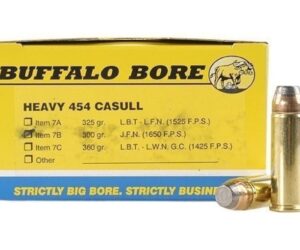 BUFFALO BORE
HEAVY 454 CASULL
Item 7A 325 gr. L.B.T - L.F.N. (1525 F.P.S.)
Item 7B 300 gr. J.F.N. (1650 F.P.S.)
Item 7C 360 gr. L.B.T - L.W.N. G.C. (1425 F.P.S.)
Other
STRICTLY BIG BORE. STRICTLY BUSINE